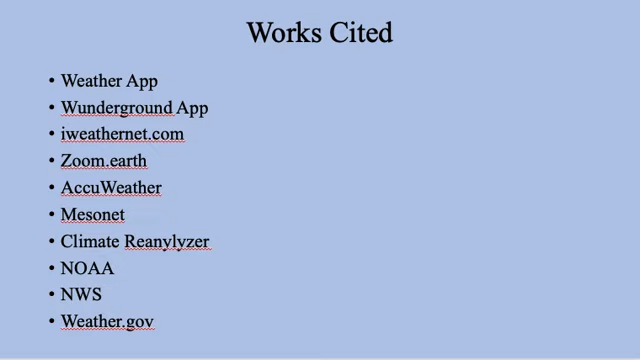 Works Cited
• Weather App
• Wunderground App
• iweathernet.com
• Zoom.earth
• AccuWeather
• Mesonet
• Climate Reanylyzer
• NOAA
• NWS
• Weather.gov